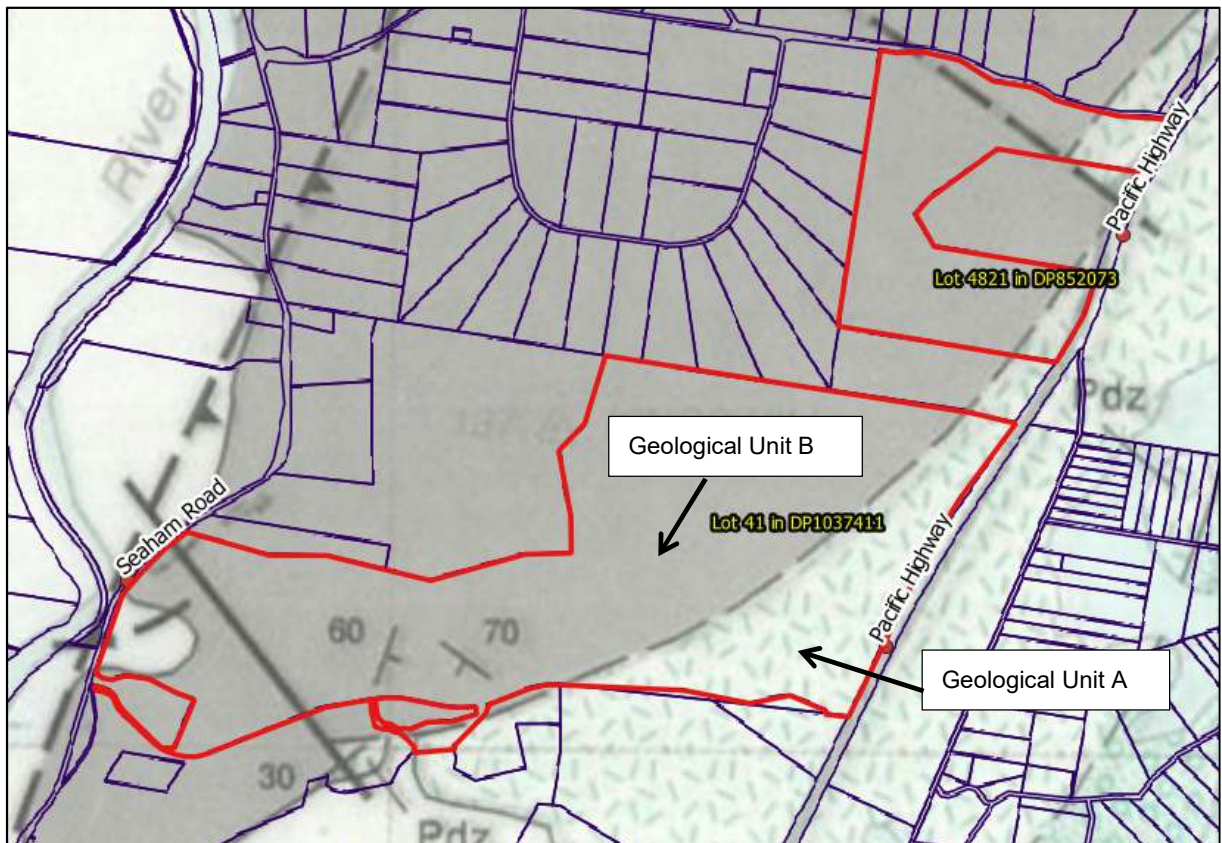 River
Pacific Highway
Lot 4821 in DP852073
Pdz
Geological Unit B
Lot 41 in DP1037411
Seaham Road
Pacific Highway
60
70
Geological Unit A
30
Pdz